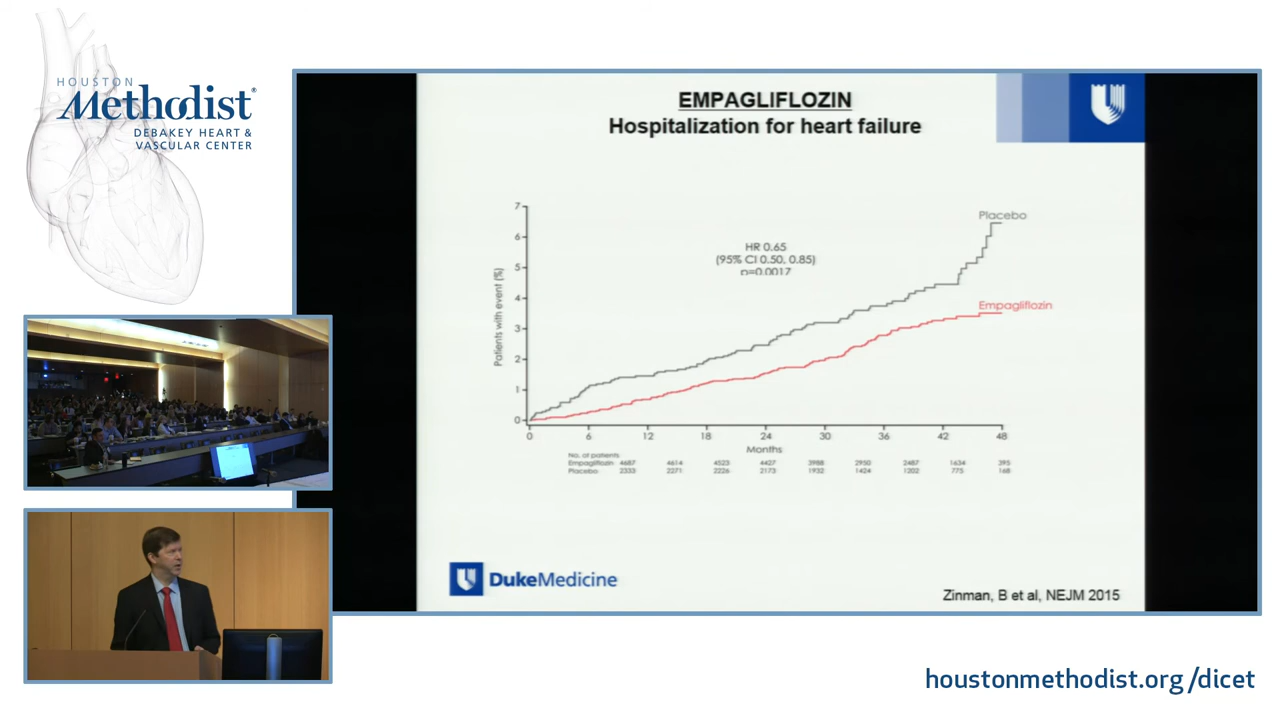 HOUSTON
Methodist®
DEBAKEY HEART &
VASCULAR CENTER
EMPAGLIFLOZIN
Hospitalization for heart failure
7
6
5
4
3
2
1
0
Patients with event (%)
HR 0.65
(95% CI 0.50, 0.85)
p=0.0017
Placebo
Empagliflozin
0 6 12 18 24 30 36 42 48
Months
No. of patients
Empagliflozin 4687 4614 4523 4427 3988 2950 2487 1634 395
Placebo 2333 2271 2226 2173 1932 1424 1202 775 168
DukeMedicine
Zinman, B et al, NEJM 2015
houstonmethodist.org/dicet